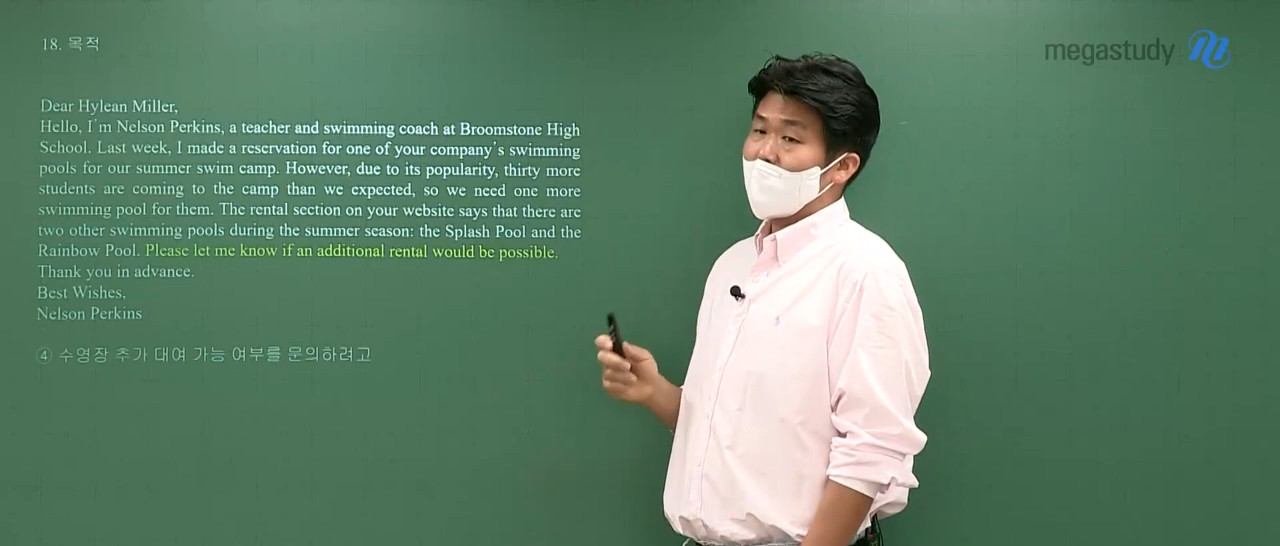 18. 목적
megastudy
Dear Hylean Miller,
Hello, I'm Nelson Perkins, a teacher and swimming coach at Broomstone High
School. Last week, I made a reservation for one of your company's swimming
pools for our summer swim camp. However, due to its popularity, thirty more
students are coming to the camp than we expected, so we need one more
swimming pool for them. The rental section on your website says that there are
two other swimming pools during the summer season: the Splash Pool and the
Rainbow Pool. Please let me know if an additional rental would be possible.
Thank you in advance.
Best Wishes,
Nelson Perkins
④ 수영장 추가 대여 가능 여부를 문의하려고